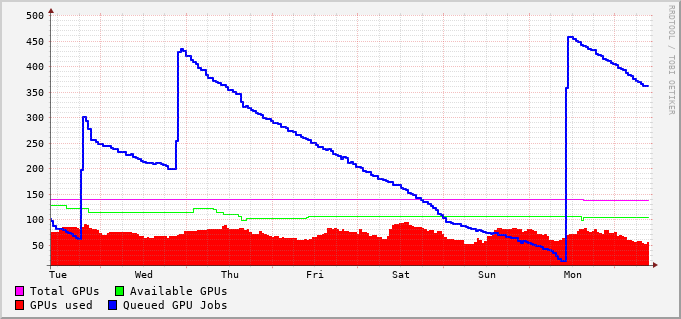 500
450
400
350
300
250
200
150
100
50
Tue Wed Thu Fri Sat Sun Mon
Total GPUs Available GPUs
GPUs used Queued GPU Jobs
RRDTOOL / TOBI OETIKER